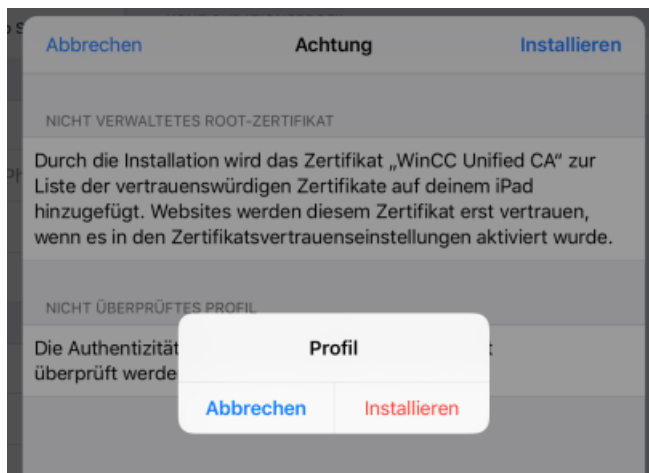 Abbrechen Achtung Installieren
NICHT VERWALTETES ROOT-ZERTIFIKAT
Durch die Installation wird das Zertifikat „WinCC Unified CA“ zur
Liste der vertrauenswürdigen Zertifikate auf deinem iPad
hinzugefügt. Websites werden diesem Zertifikat erst vertrauen,
wenn es in den Zertifikatsvertrauenseinstellungen aktiviert wurde.
NICHT ÜBERPRÜFTES PROFIL
Die Authentizität
Profil
Abbrechen Installieren